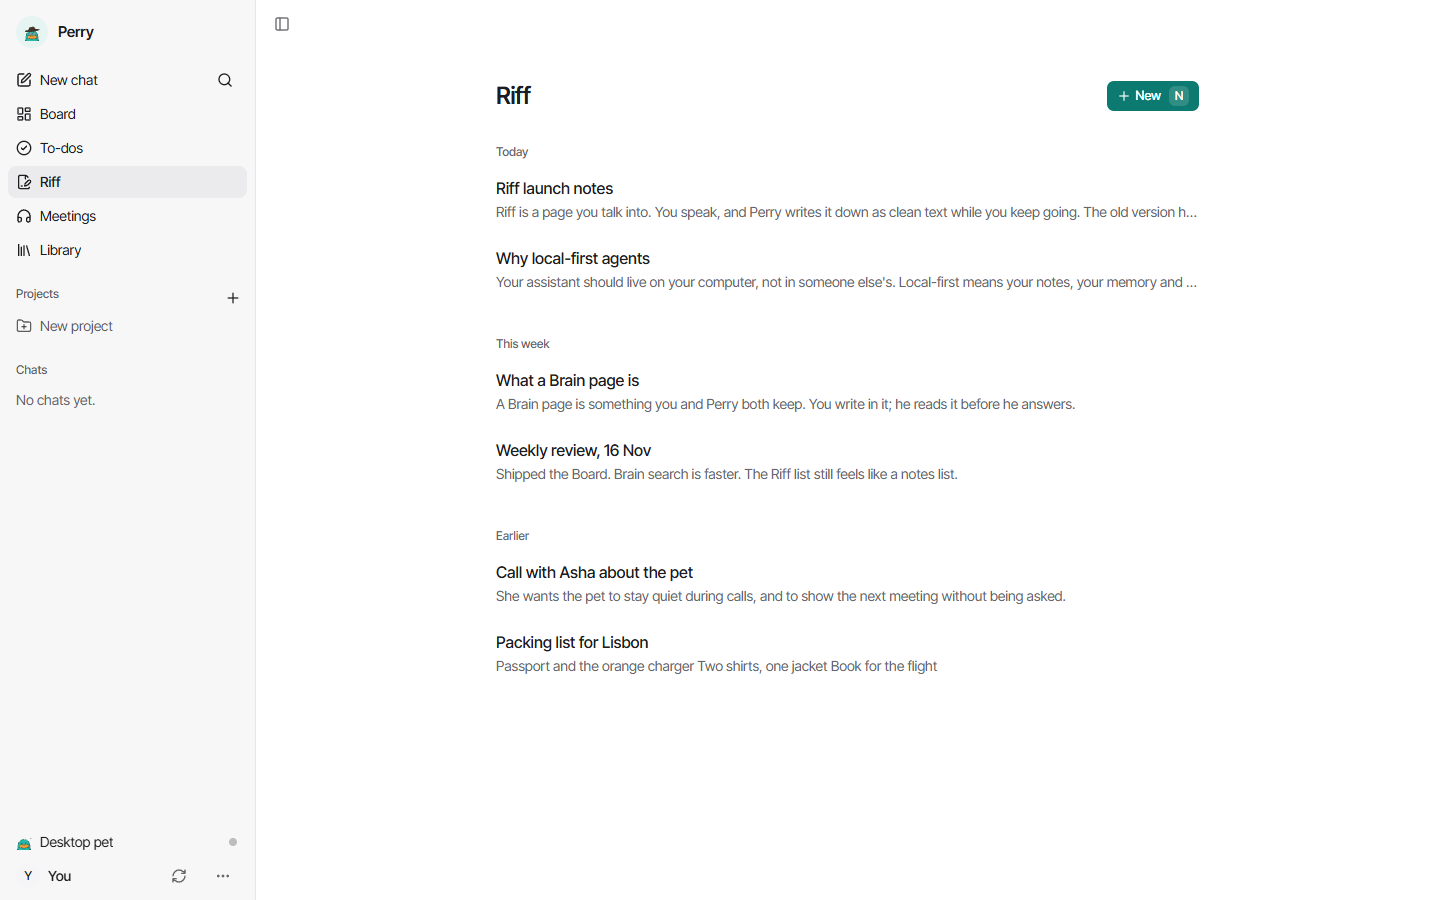 Perry
New chat
Board
To-dos
Riff
Meetings
Library
Projects
New project
Chats
No chats yet.
Desktop pet
Y You
Riff
+ New N
Today
Riff launch notes
Riff is a page you talk into. You speak, and Perry writes it down as clean text while you keep going. The old version h...
Why local-first agents
Your assistant should live on your computer, not in someone else's. Local-first means your notes, your memory and ...
This week
What a Brain page is
A Brain page is something you and Perry both keep. You write in it; he reads it before he answers.
Weekly review, 16 Nov
Shipped the Board. Brain search is faster. The Riff list still feels like a notes list.
Earlier
Call with Asha about the pet
She wants the pet to stay quiet during calls, and to show the next meeting without being asked.
Packing list for Lisbon
Passport and the orange charger Two shirts, one jacket Book for the flight